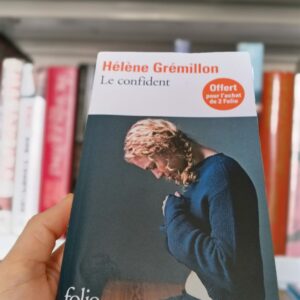 Hélène Grémillon
Le confident
Offert
pour l'achat
de 2 Folio
folio